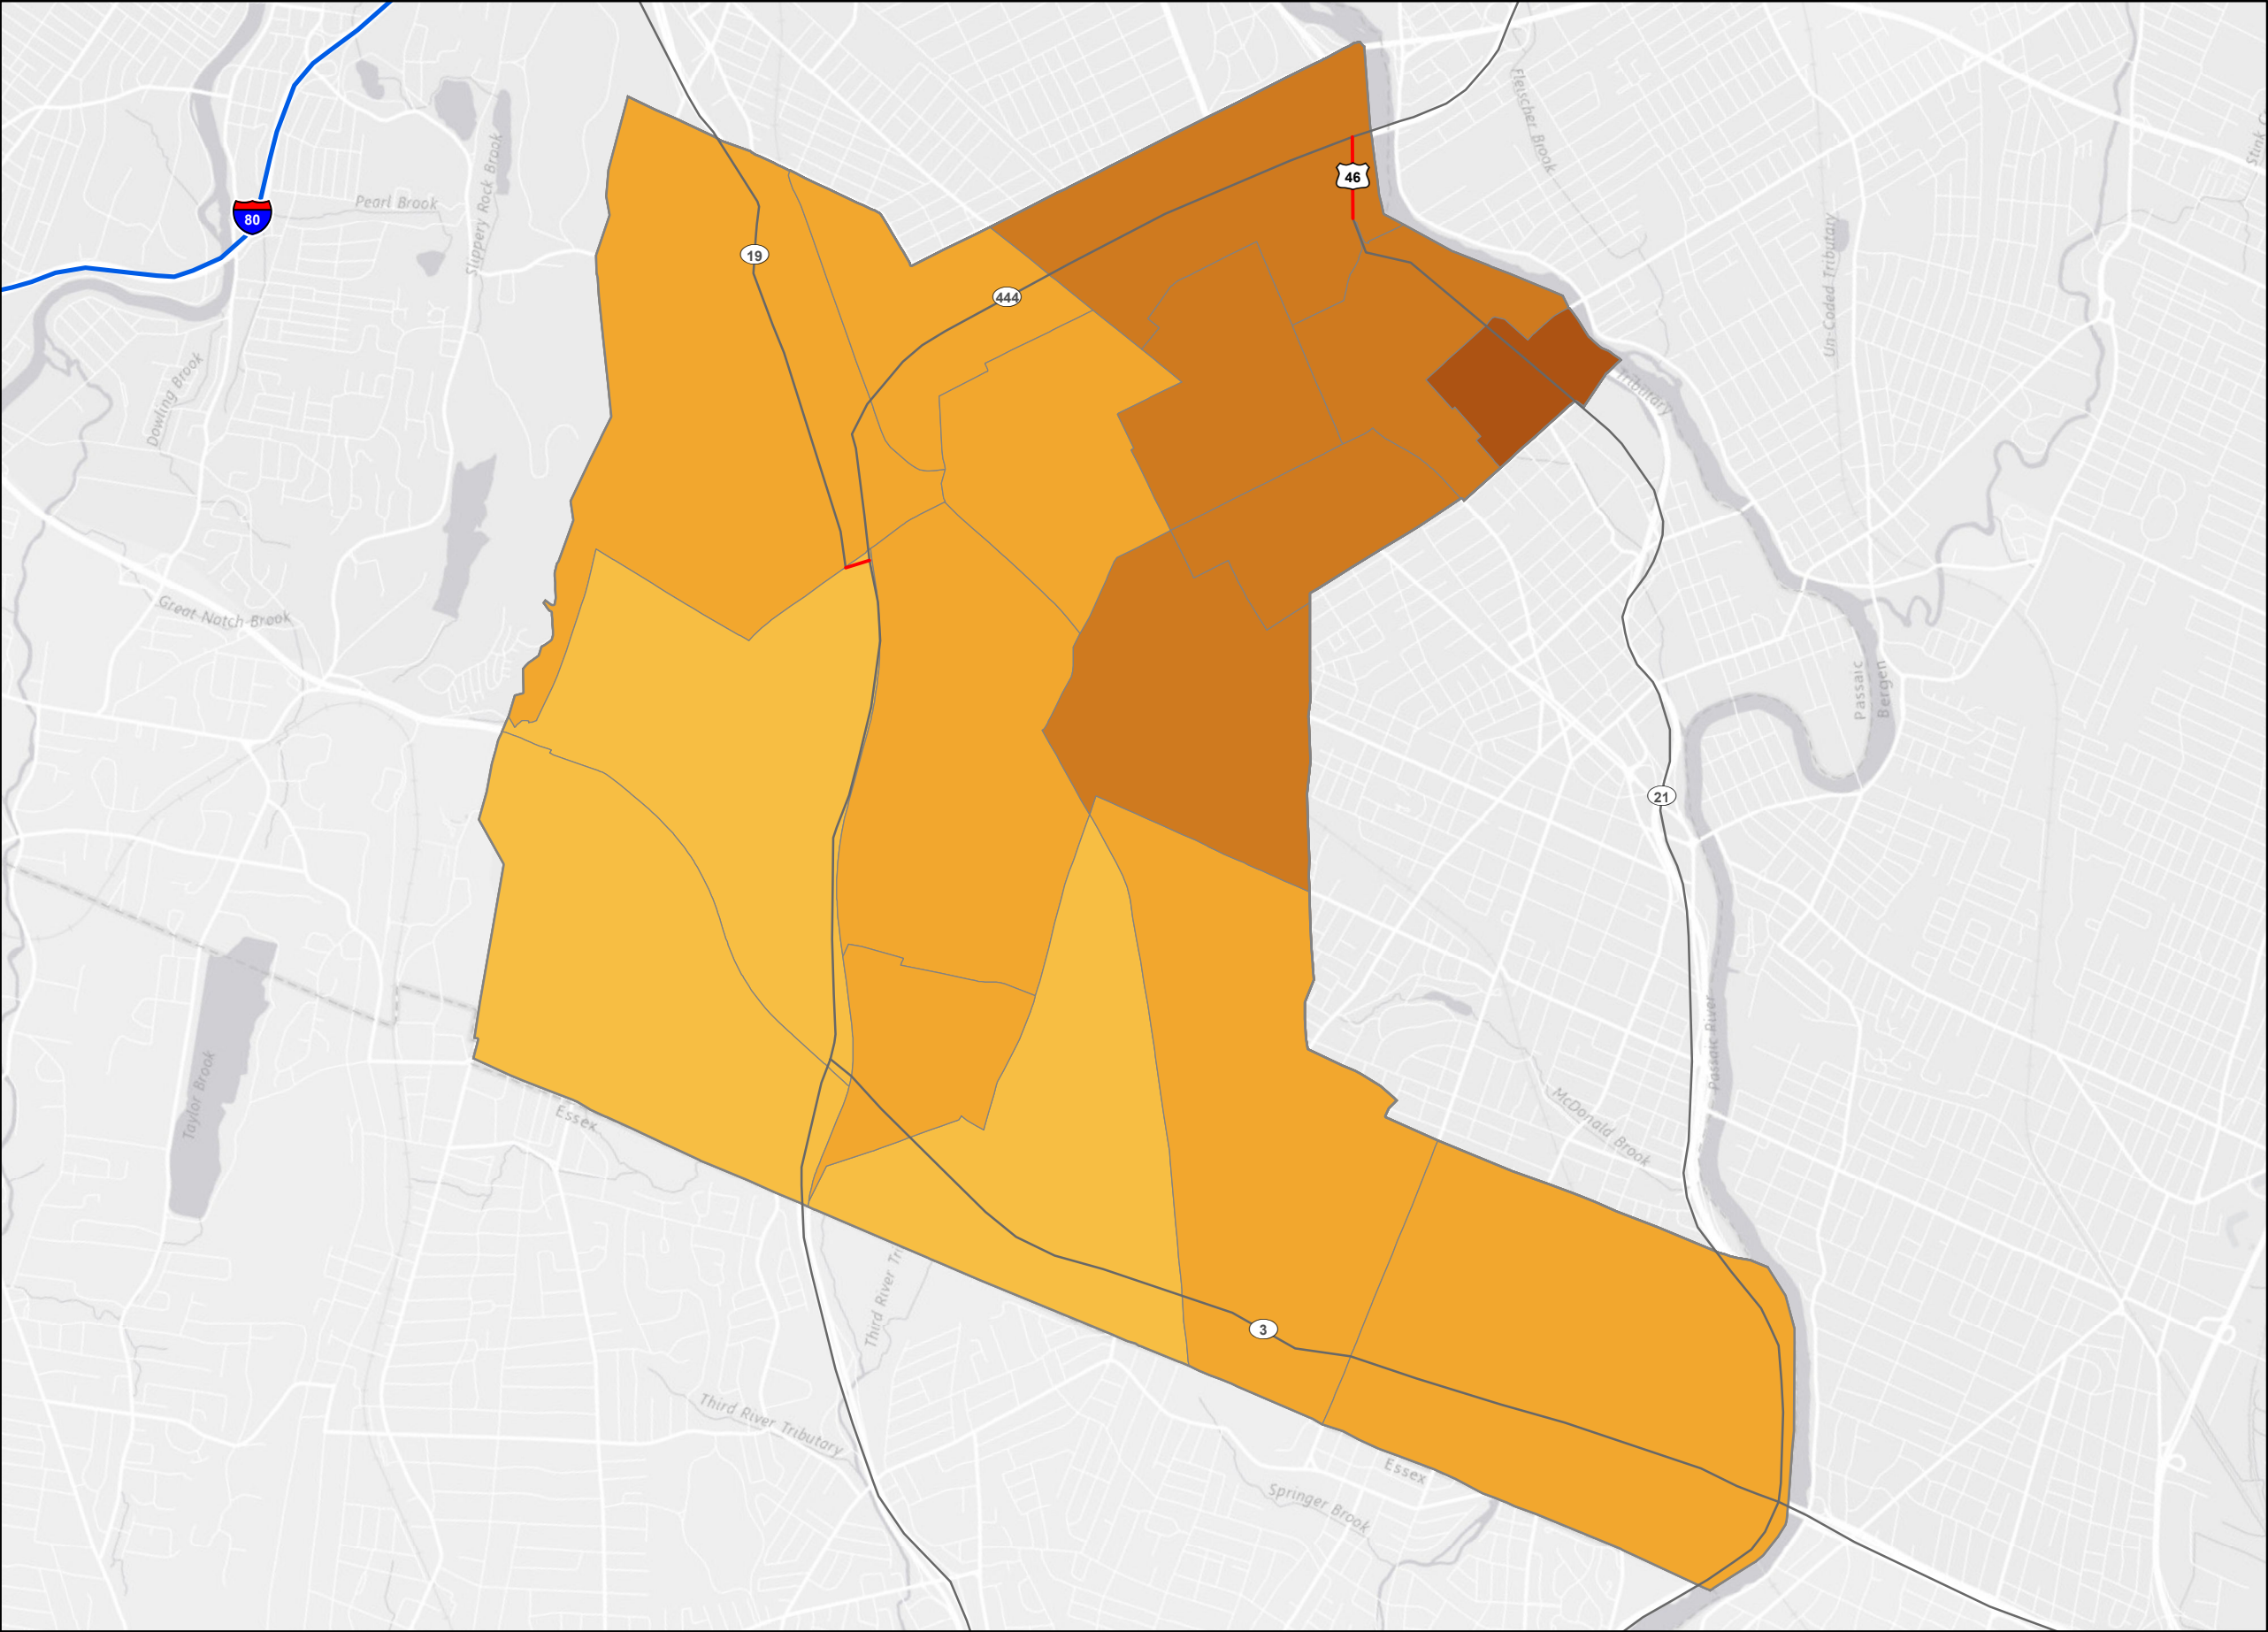 Fleischer Brook
Stink C
46
Pearl Brook
Slippery Rock Brook
80
19
Un-Coded Tributary
444
Dowling Brook
Tributary
Great Notch Brook
Passaic
Bergen
21
Taylor Brook
Passaic River
Essex
McDonald Brook
Third River Tr
3
Third River Tributary
Essex
Springer Brook